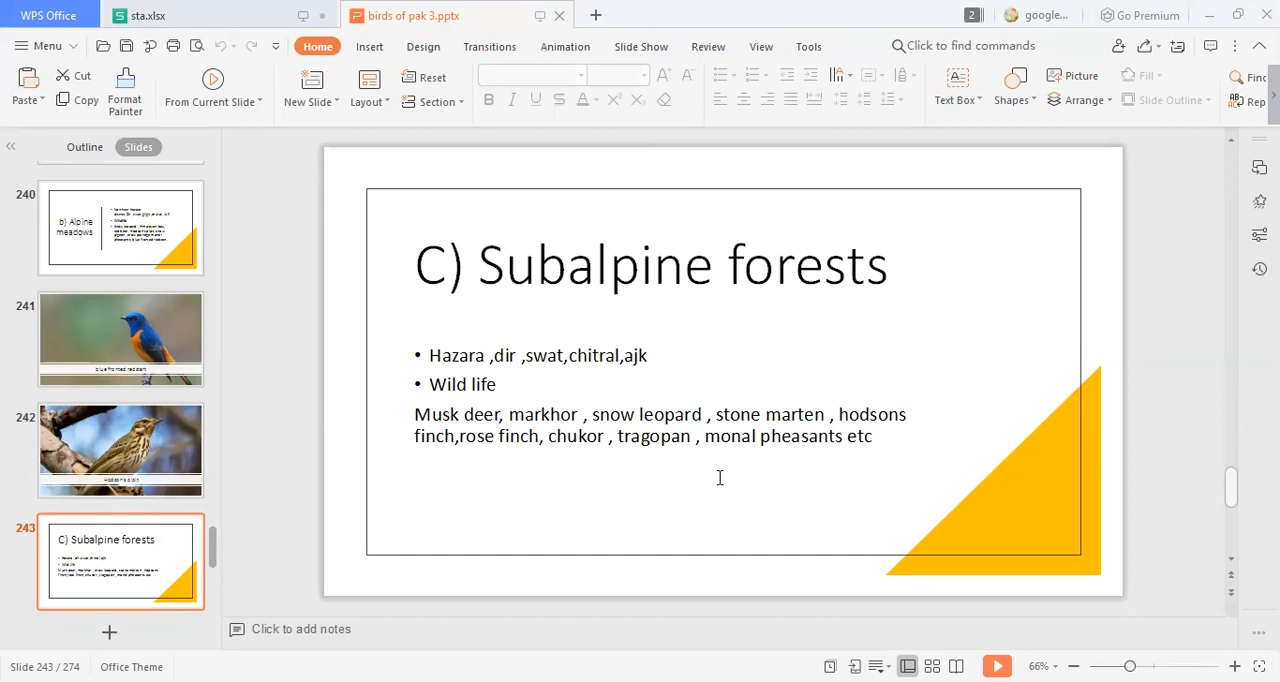 WPS Office
sta.xlsx
birds of pak 3.pptx
2
google...
Go Premium
Menu
Home
Insert
Design
Transitions
Animation
Slide Show
Review
View
Tools
Click to find commands
Paste
Cut
Copy
Format Painter
From Current Slide
New Slide
Layout
Reset
Section
B I U S A X² X₂
Text Box
Shapes
Picture
Arrange
Fill
Slide Outline
Outline
Slides
240
b) Alpine
meadows
241
242
243
C) Subalpine forests
C) Subalpine forests
• Hazara ,dir ,swat,chitral,ajk
• Wild life
Musk deer, markhor , snow leopard , stone marten , hodsons
finch,rose finch, chukor , tragopan , monal pheasants etc
Click to add notes
Slide 243 / 274
Office Theme
66%